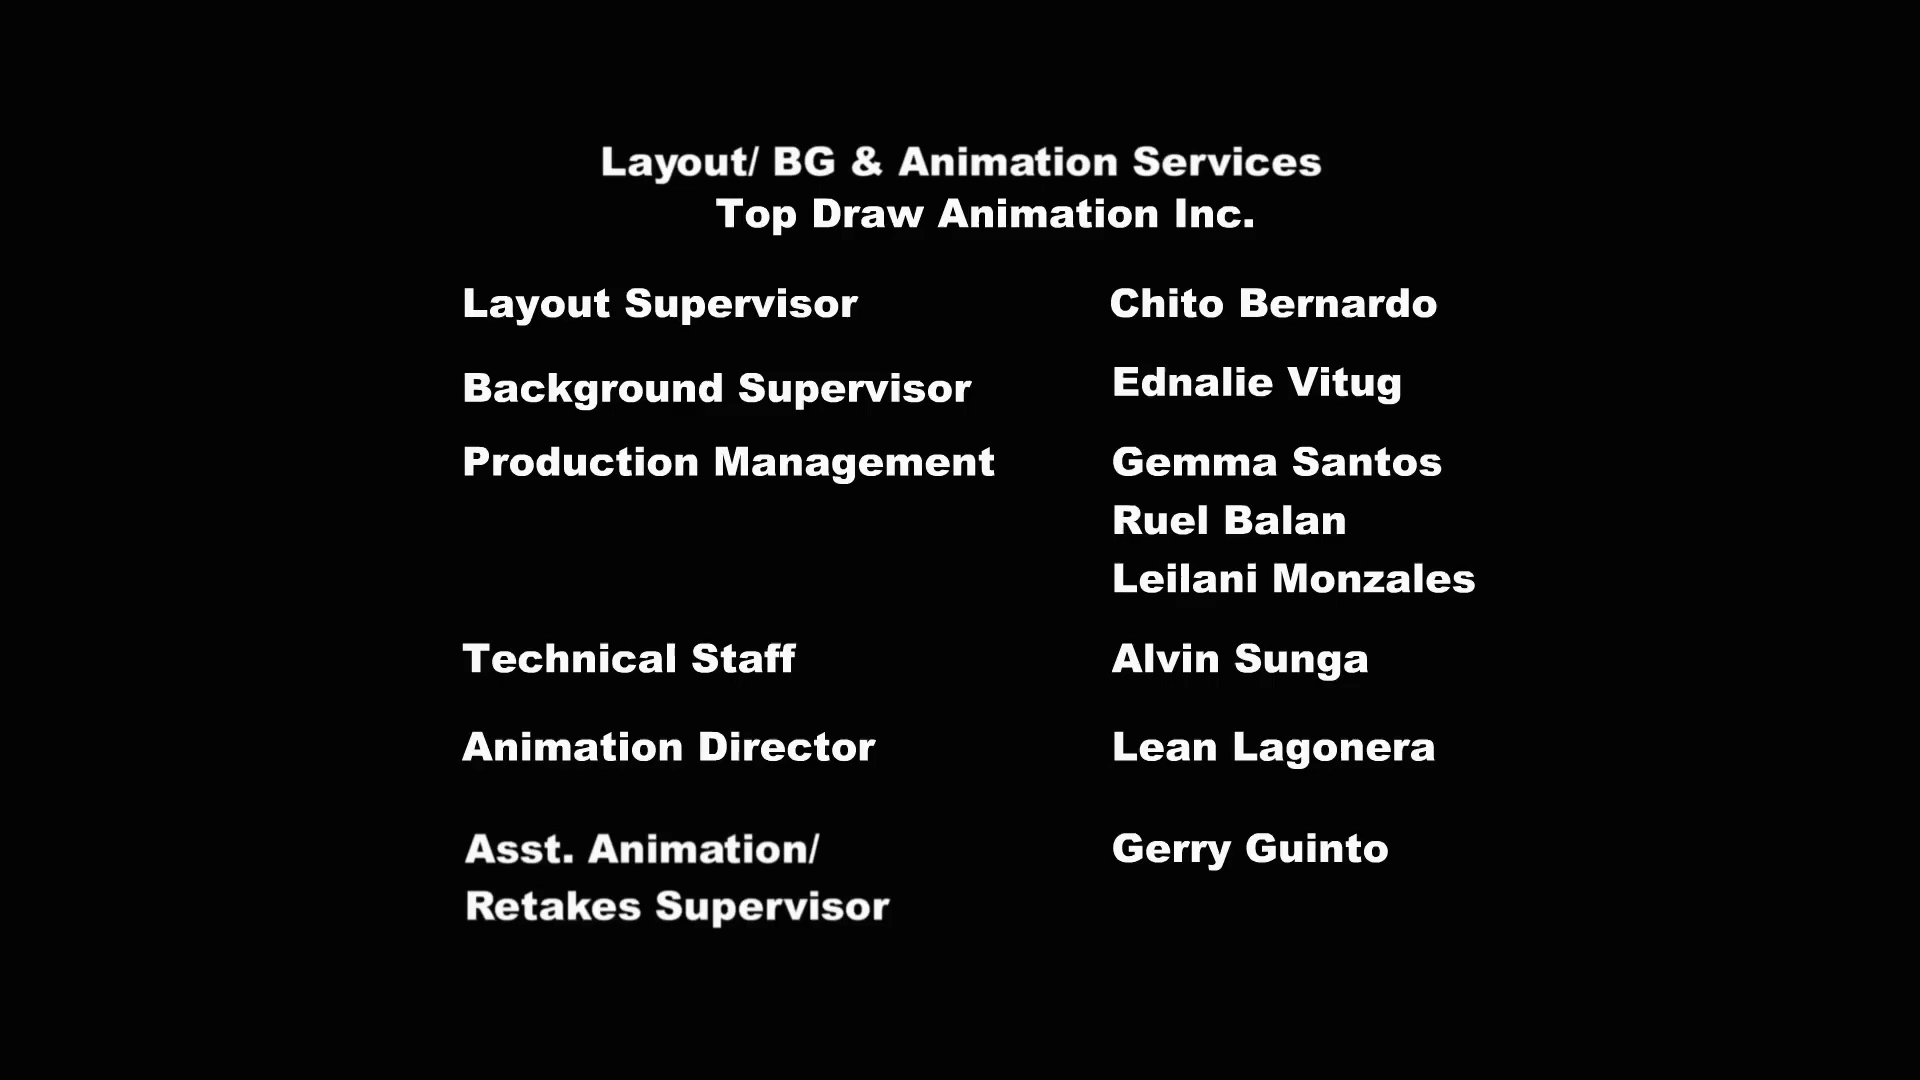 Layout/ BG & Animation Services
Top Draw Animation Inc.
Layout Supervisor Chito Bernardo
Background Supervisor Ednalie Vitug
Production Management Gemma Santos
Ruel Balan
Leilani Monzales
Technical Staff Alvin Sunga
Animation Director Lean Lagonera
Asst. Animation/ Gerry Guinto
Retakes Supervisor